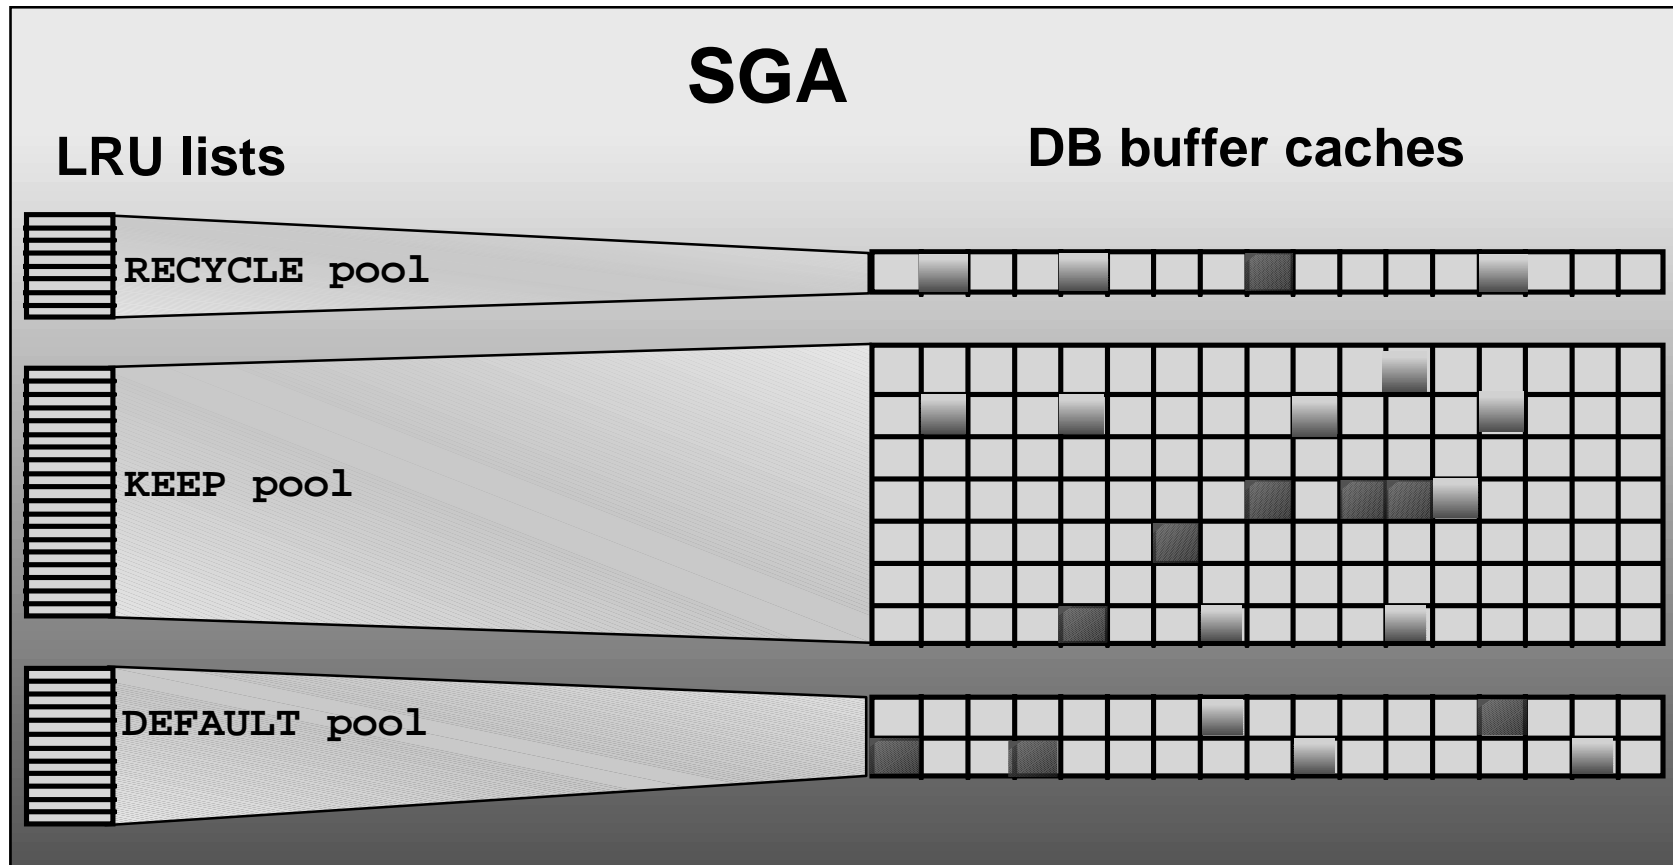 SGA
LRU lists
DB buffer caches
RECYCLE pool
KEEP pool
DEFAULT pool